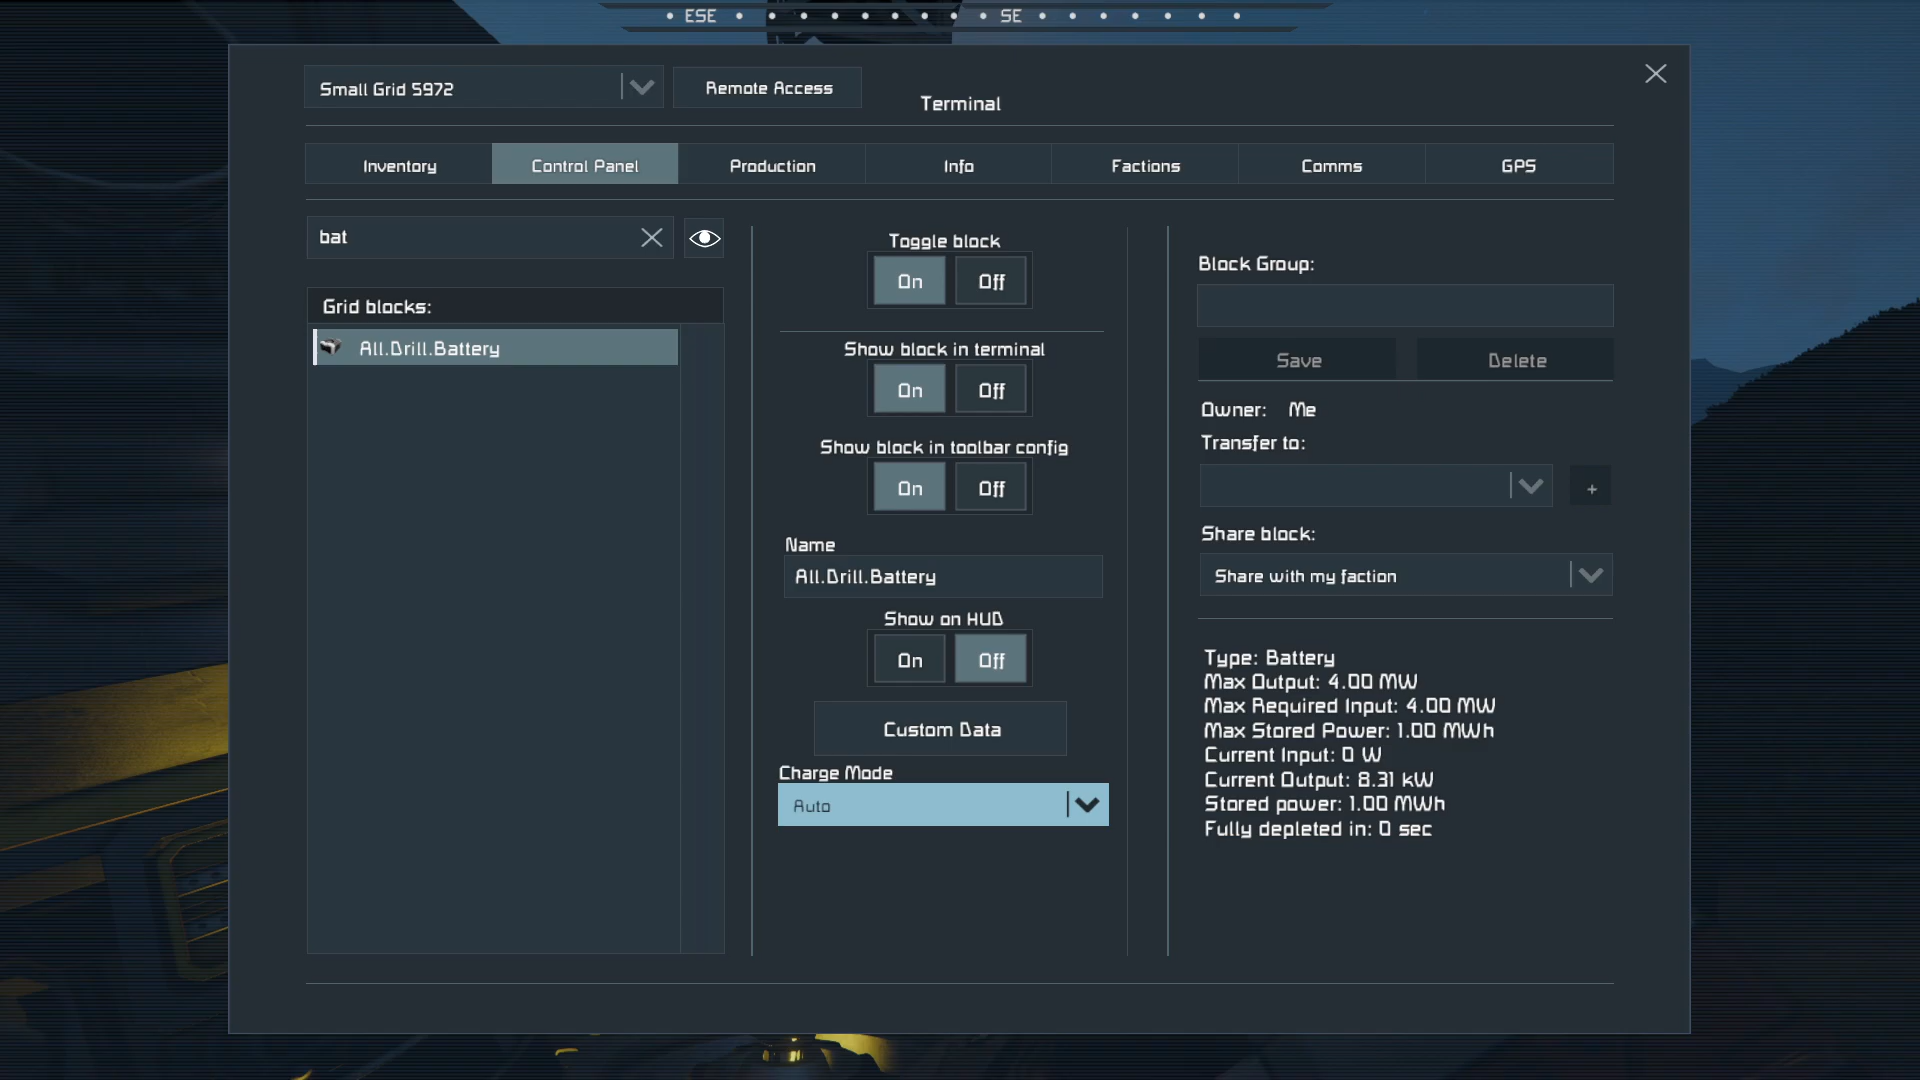 ESE SE
Small Grid 5972
Remote Access
Terminal
Inventory
Control Panel
Production
Info
Factions
Comms
GPS
bat
Grid blocks:
All.Drill.Battery
Toggle block
On Off
Show block in terminal
On Off
Show block in toolbar config
On Off
Name
All.Drill.Battery
Show on HUD
On Off
Custom Data
Charge Mode
Auto
Block Group:
Save Delete
Owner: Me
Transfer to:
+
Share block:
Share with my faction
Type: Battery
Max Output: 4.00 MW
Max Required Input: 4.00 MW
Max Stored Power: 1.00 MWh
Current Input: 0 W
Current Output: 8.31 kW
Stored power: 1.00 MWh
Fully depleted in: 0 sec